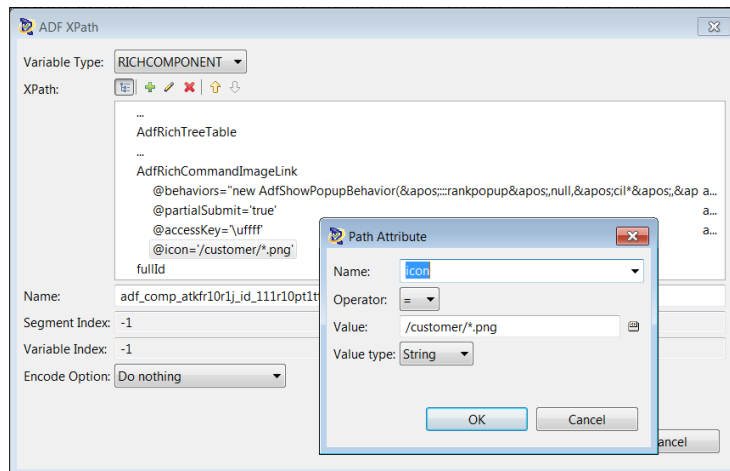 ADF XPath
Variable Type: RICHCOMPONENT
XPath:
...
AdfRichTreeTable
...
AdfRichCommandImageLink
@behaviors="new AdfShowPopupBehavior(&apos;:::rankpopup&apos;,null,&apos;cil*&apos;,&ap a...
@partialSubmit='true' a...
@accessKey='\uffff' a...
@icon='/customer/*.png'
fullId
Name: adf_comp_atkfr10r1j_id_111r10pt1t
Segment Index: -1
Variable Index: -1
Encode Option: Do nothing
ancel
Path Attribute
Name: icon
Operator: =
Value: /customer/*.png
Value type: String
OK Cancel